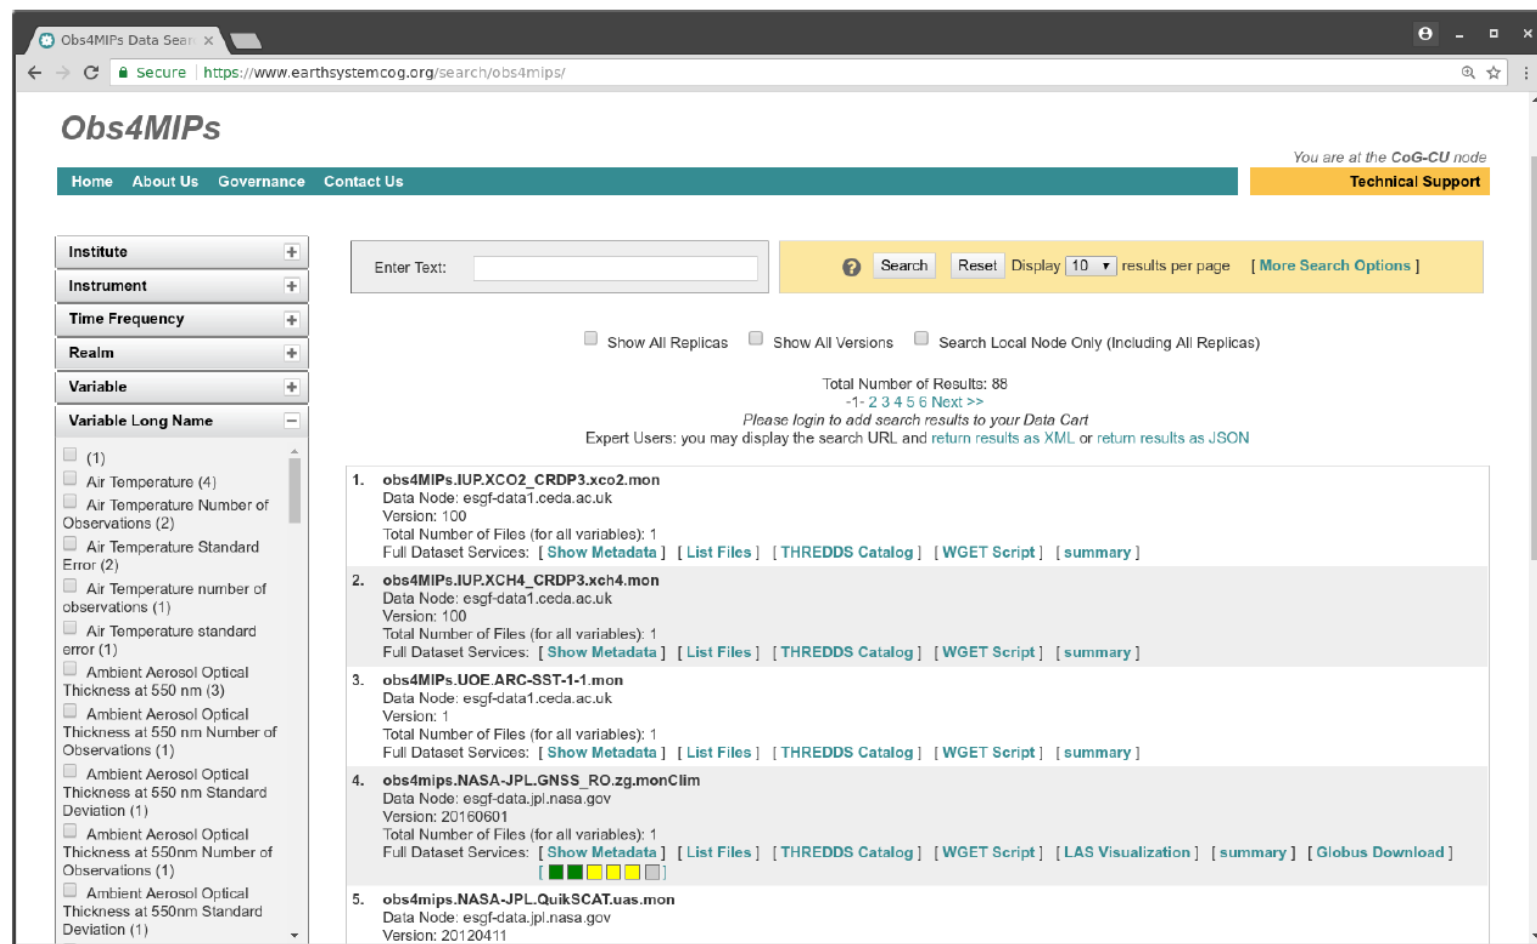 Obs4MIPs Data Sear
Secure https://www.earthsystemcog.org/search/obs4mips/
Obs4MIPs
You are at the CoG-CU node
Home About Us Governance Contact Us
Technical Support
Institute
Instrument
Time Frequency
Realm
Variable
Variable Long Name
(1)
Air Temperature (4)
Air Temperature Number of
Observations (2)
Air Temperature Standard
Error (2)
Air Temperature number of
observations (1)
Air Temperature standard
error (1)
Ambient Aerosol Optical
Thickness at 550 nm (3)
Ambient Aerosol Optical
Thickness at 550 nm Number of
Observations (1)
Ambient Aerosol Optical
Thickness at 550 nm Standard
Deviation (1)
Ambient Aerosol Optical
Thickness at 550nm Number of
Observations (1)
Ambient Aerosol Optical
Thickness at 550nm Standard
Deviation (1)
Enter Text:
? Search Reset Display 10 results per page [ More Search Options ]
Show All Replicas Show All Versions Search Local Node Only (Including All Replicas)
Total Number of Results: 88
-1- 2 3 4 5 6 Next >>
Please login to add search results to your Data Cart
Expert Users: you may display the search URL and return results as XML or return results as JSON
1. obs4MIPs.IUP.XCO2_CRDP3.xco2.mon
Data Node: esgf-data1.ceda.ac.uk
Version: 100
Total Number of Files (for all variables): 1
Full Dataset Services: [ Show Metadata ] [ List Files ] [ THREDDS Catalog ] [ WGET Script ] [ summary ]
2. obs4MIPs.IUP.XCH4_CRDP3.xch4.mon
Data Node: esgf-data1.ceda.ac.uk
Version: 100
Total Number of Files (for all variables): 1
Full Dataset Services: [ Show Metadata ] [ List Files ] [ THREDDS Catalog ] [ WGET Script ] [ summary ]
3. obs4MIPs.UOE.ARC-SST-1-1.mon
Data Node: esgf-data1.ceda.ac.uk
Version: 1
Total Number of Files (for all variables): 1
Full Dataset Services: [ Show Metadata ] [ List Files ] [ THREDDS Catalog ] [ WGET Script ] [ summary ]
4. obs4mips.NASA-JPL.GNSS_RO.zg.monClim
Data Node: esgf-data.jpl.nasa.gov
Version: 20160601
Total Number of Files (for all variables): 1
Full Dataset Services: [ Show Metadata ] [ List Files ] [ THREDDS Catalog ] [ WGET Script ] [ LAS Visualization ] [ summary ] [ Globus Download ]
[ ]
5. obs4mips.NASA-JPL.QuikSCAT.uas.mon
Data Node: esgf-data.jpl.nasa.gov
Version: 20120411